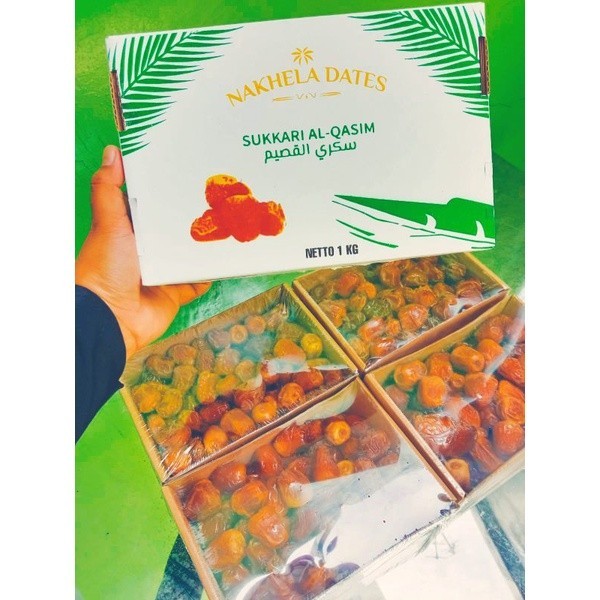 NAKHELA DATES
SUKKARI AL-QASIM
سكري القصيم
NETTO 1 KG